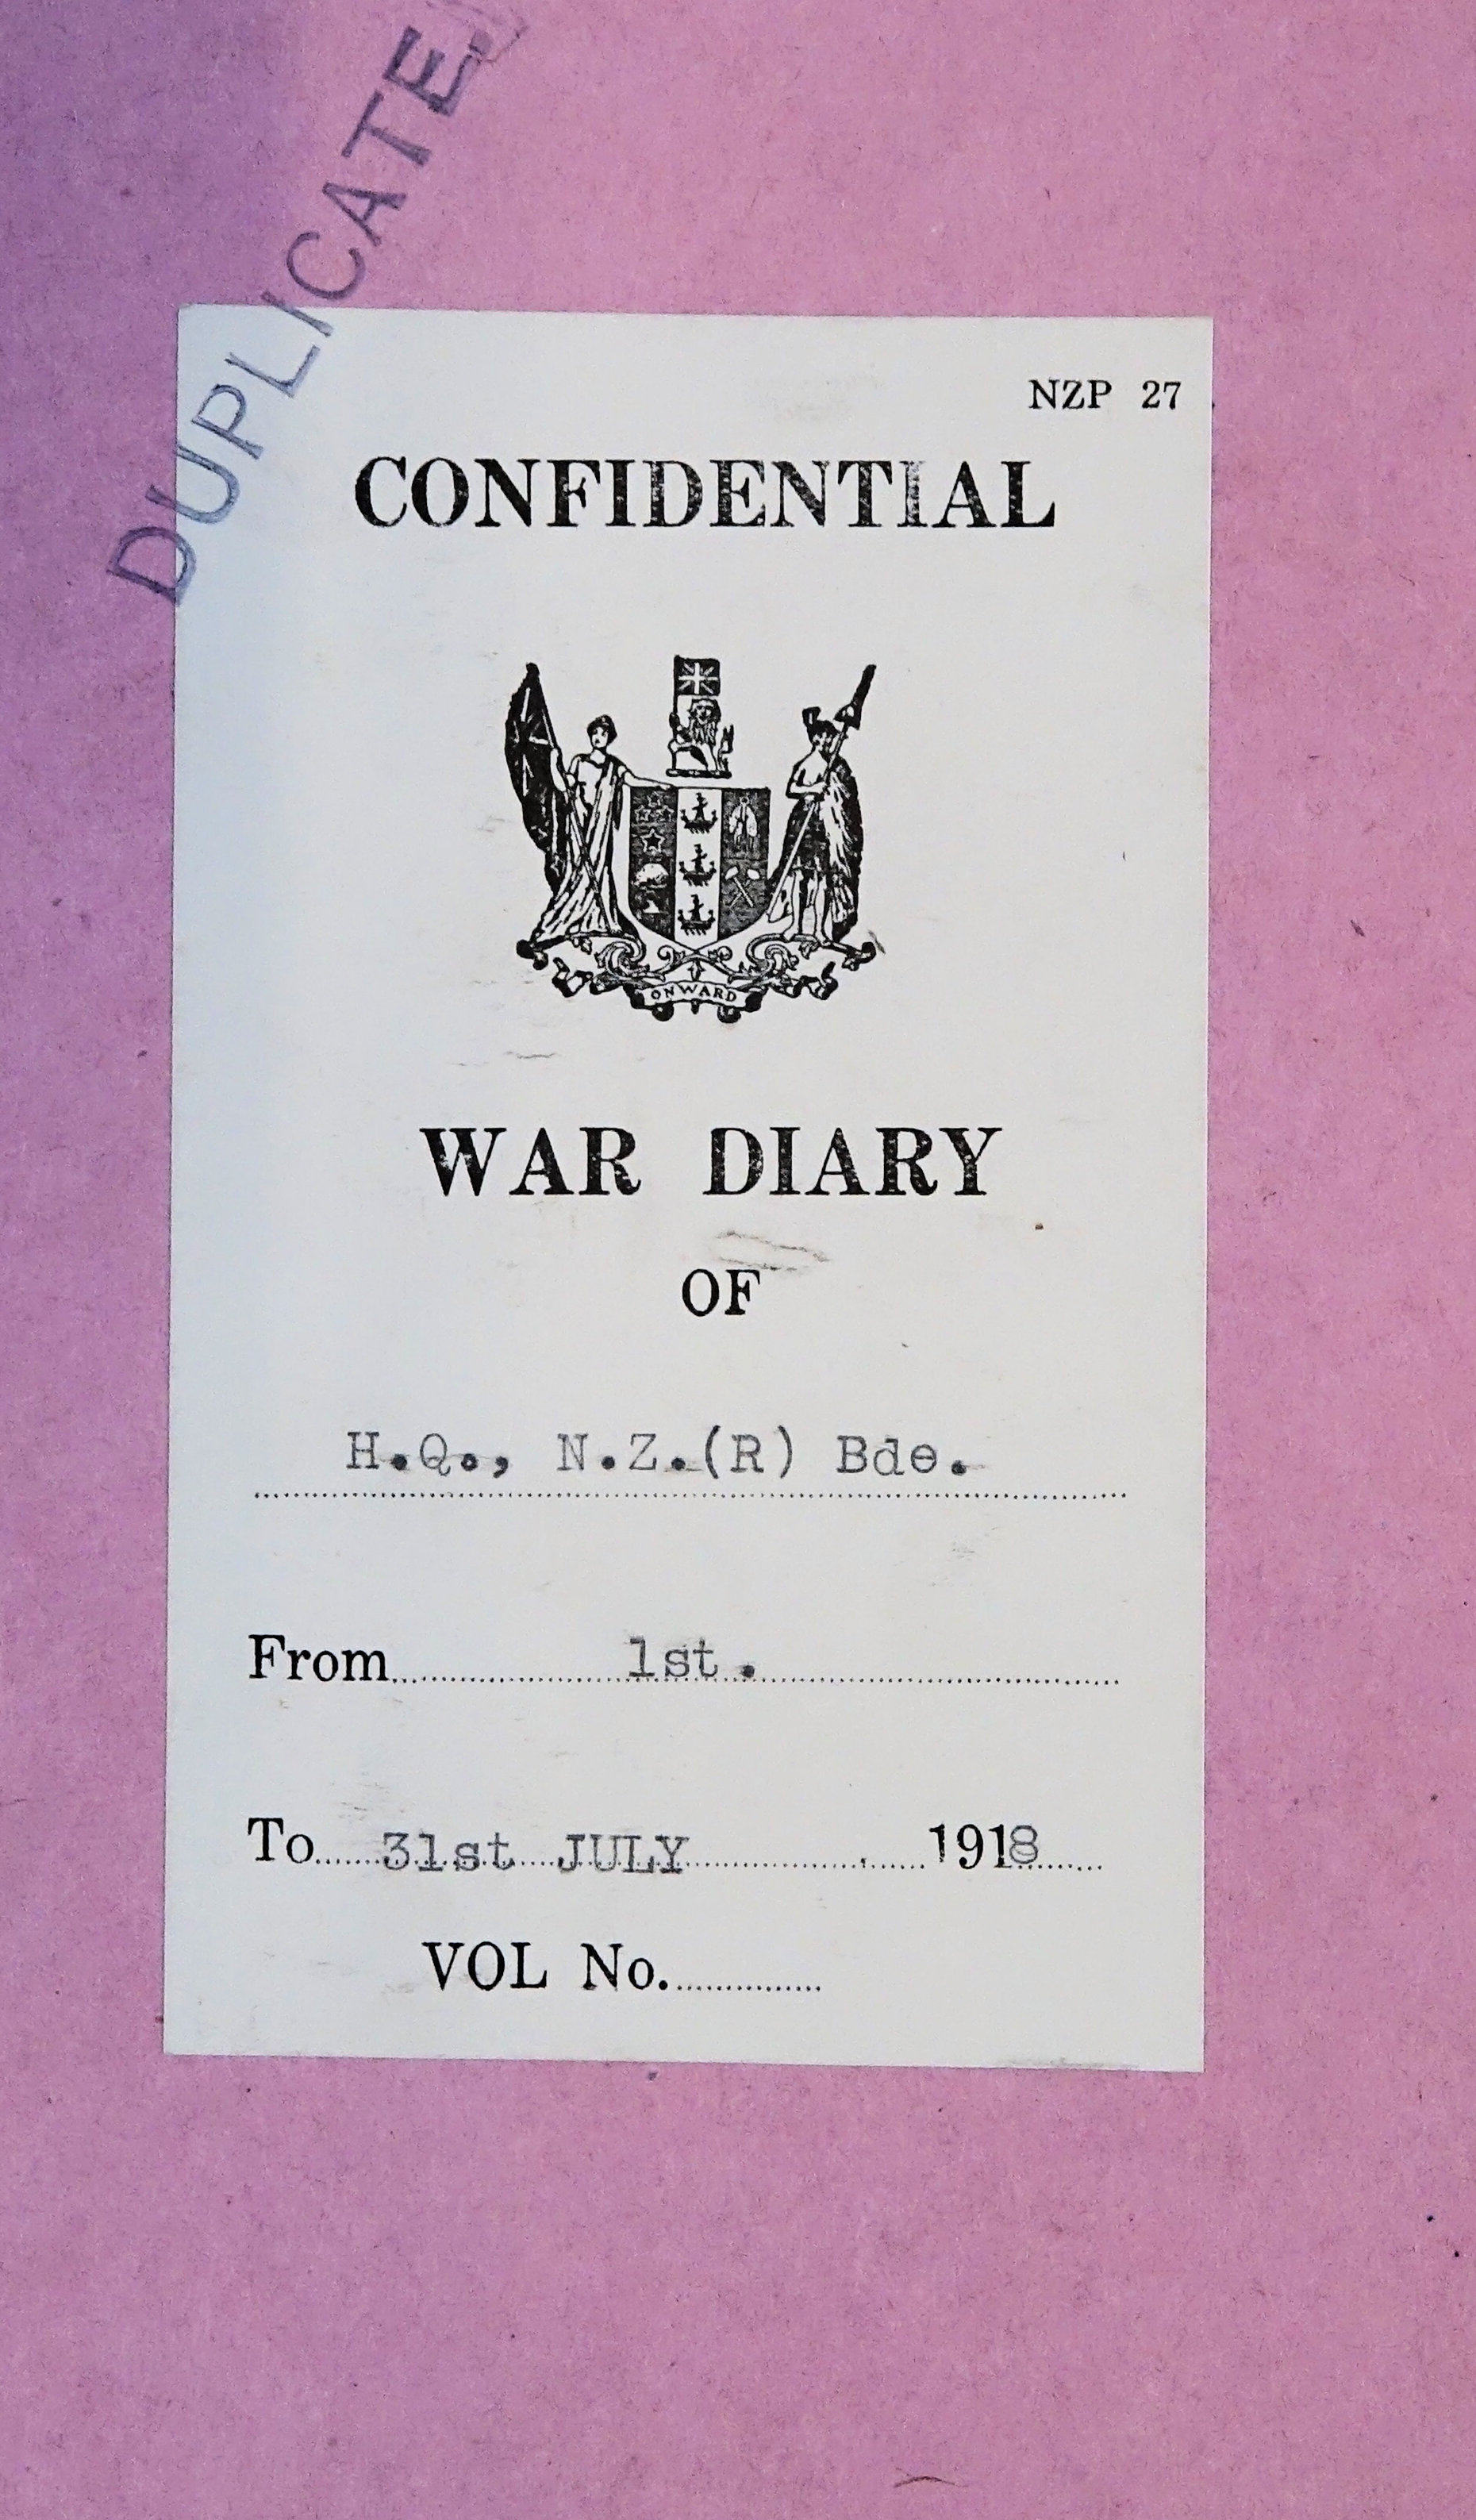 DUPLICATE.
NZP 27
CONFIDENTIAL
ONWARD
WAR DIARY
OF
H.Q., N.Z.(R) Bde.
From 1st.
To 31st JULY 1918
VOL No.